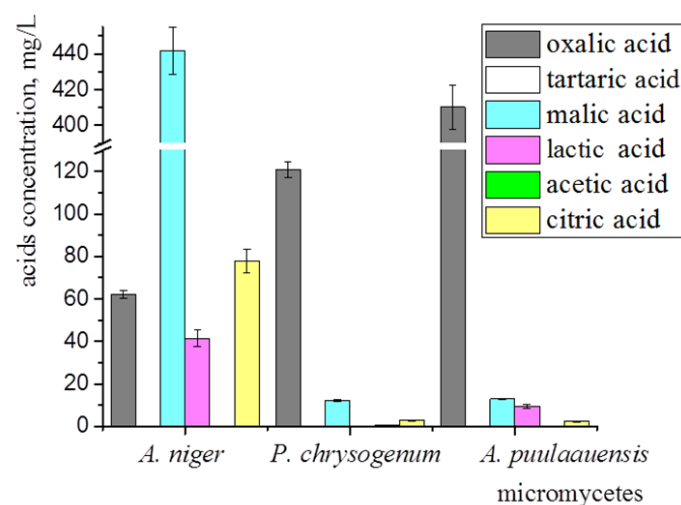 acids concentration, mg/L
440
420
400
120
100
80
60
40
20
0
oxalic acid
tartaric acid
malic acid
lactic acid
acetic acid
citric acid
A. niger P. chrysogenum A. puulaauensis
micromycetes